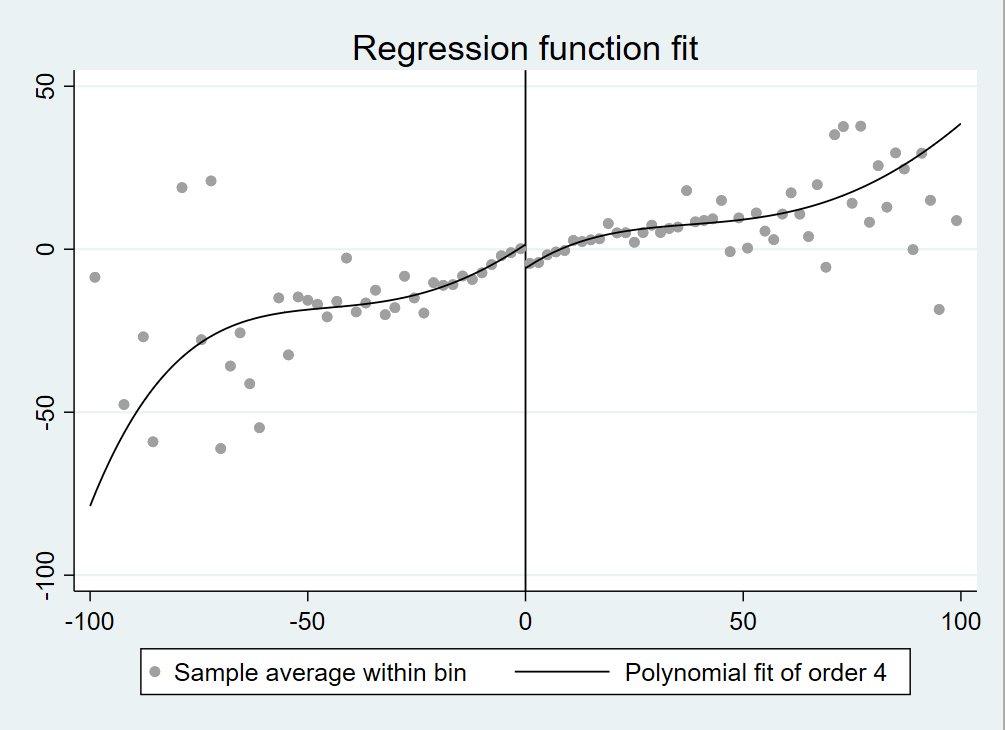 Regression function fit
50
0
-50
-100
-100 -50 0 50 100
Sample average within bin Polynomial fit of order 4